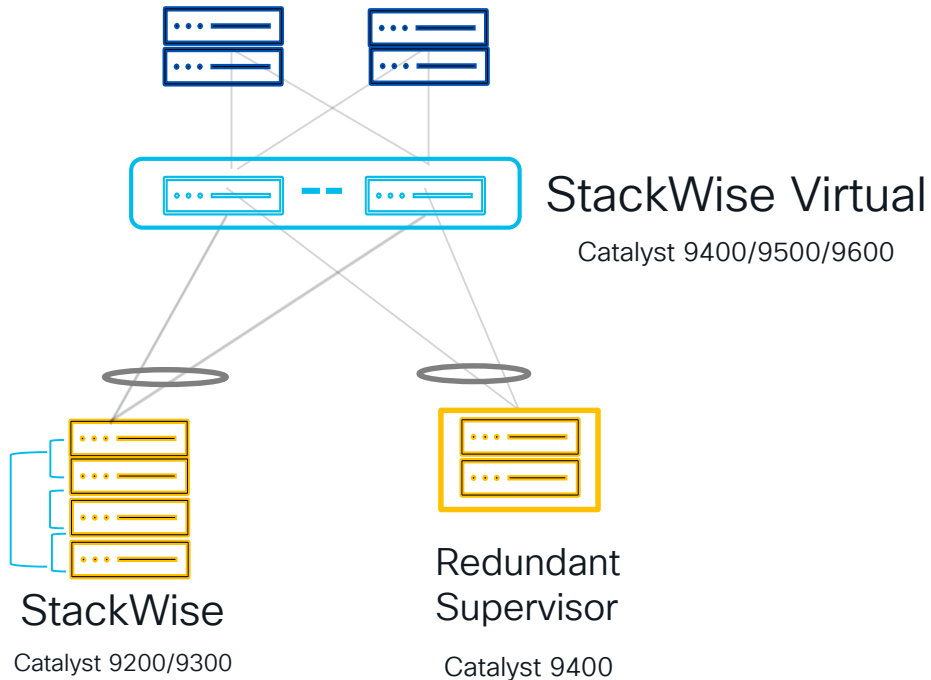 StackWise Virtual
Catalyst 9400/9500/9600
StackWise
Catalyst 9200/9300
Redundant
Supervisor
Catalyst 9400